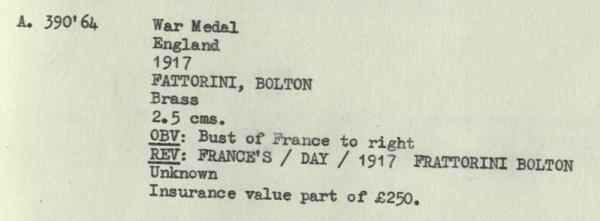 A. 390'64 War Medal
England
1917
FATTORINI, BOLTON
Brass
2.5 cms.
OBV: Bust of France to right
REV: FRANCE'S / DAY / 1917 FRATTORINI BOLTON
Unknown
Insurance value part of £250.